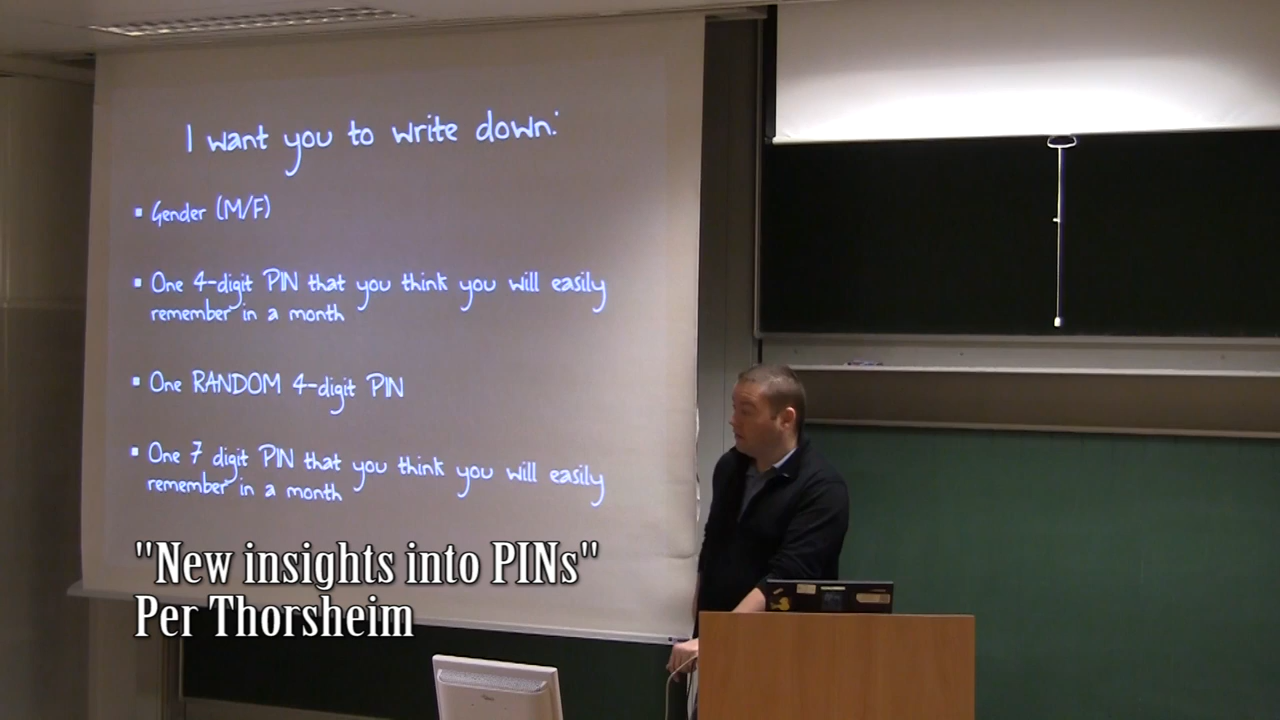 I want you to write down:
▪ Gender (M/F)
▪ One 4-digit PIN that you think you will easily
remember in a month
▪ One RANDOM 4-digit PIN
▪ One 7 digit PIN that you think you will easily
remember in a month
"New insights into PINs"
Per Thorsheim